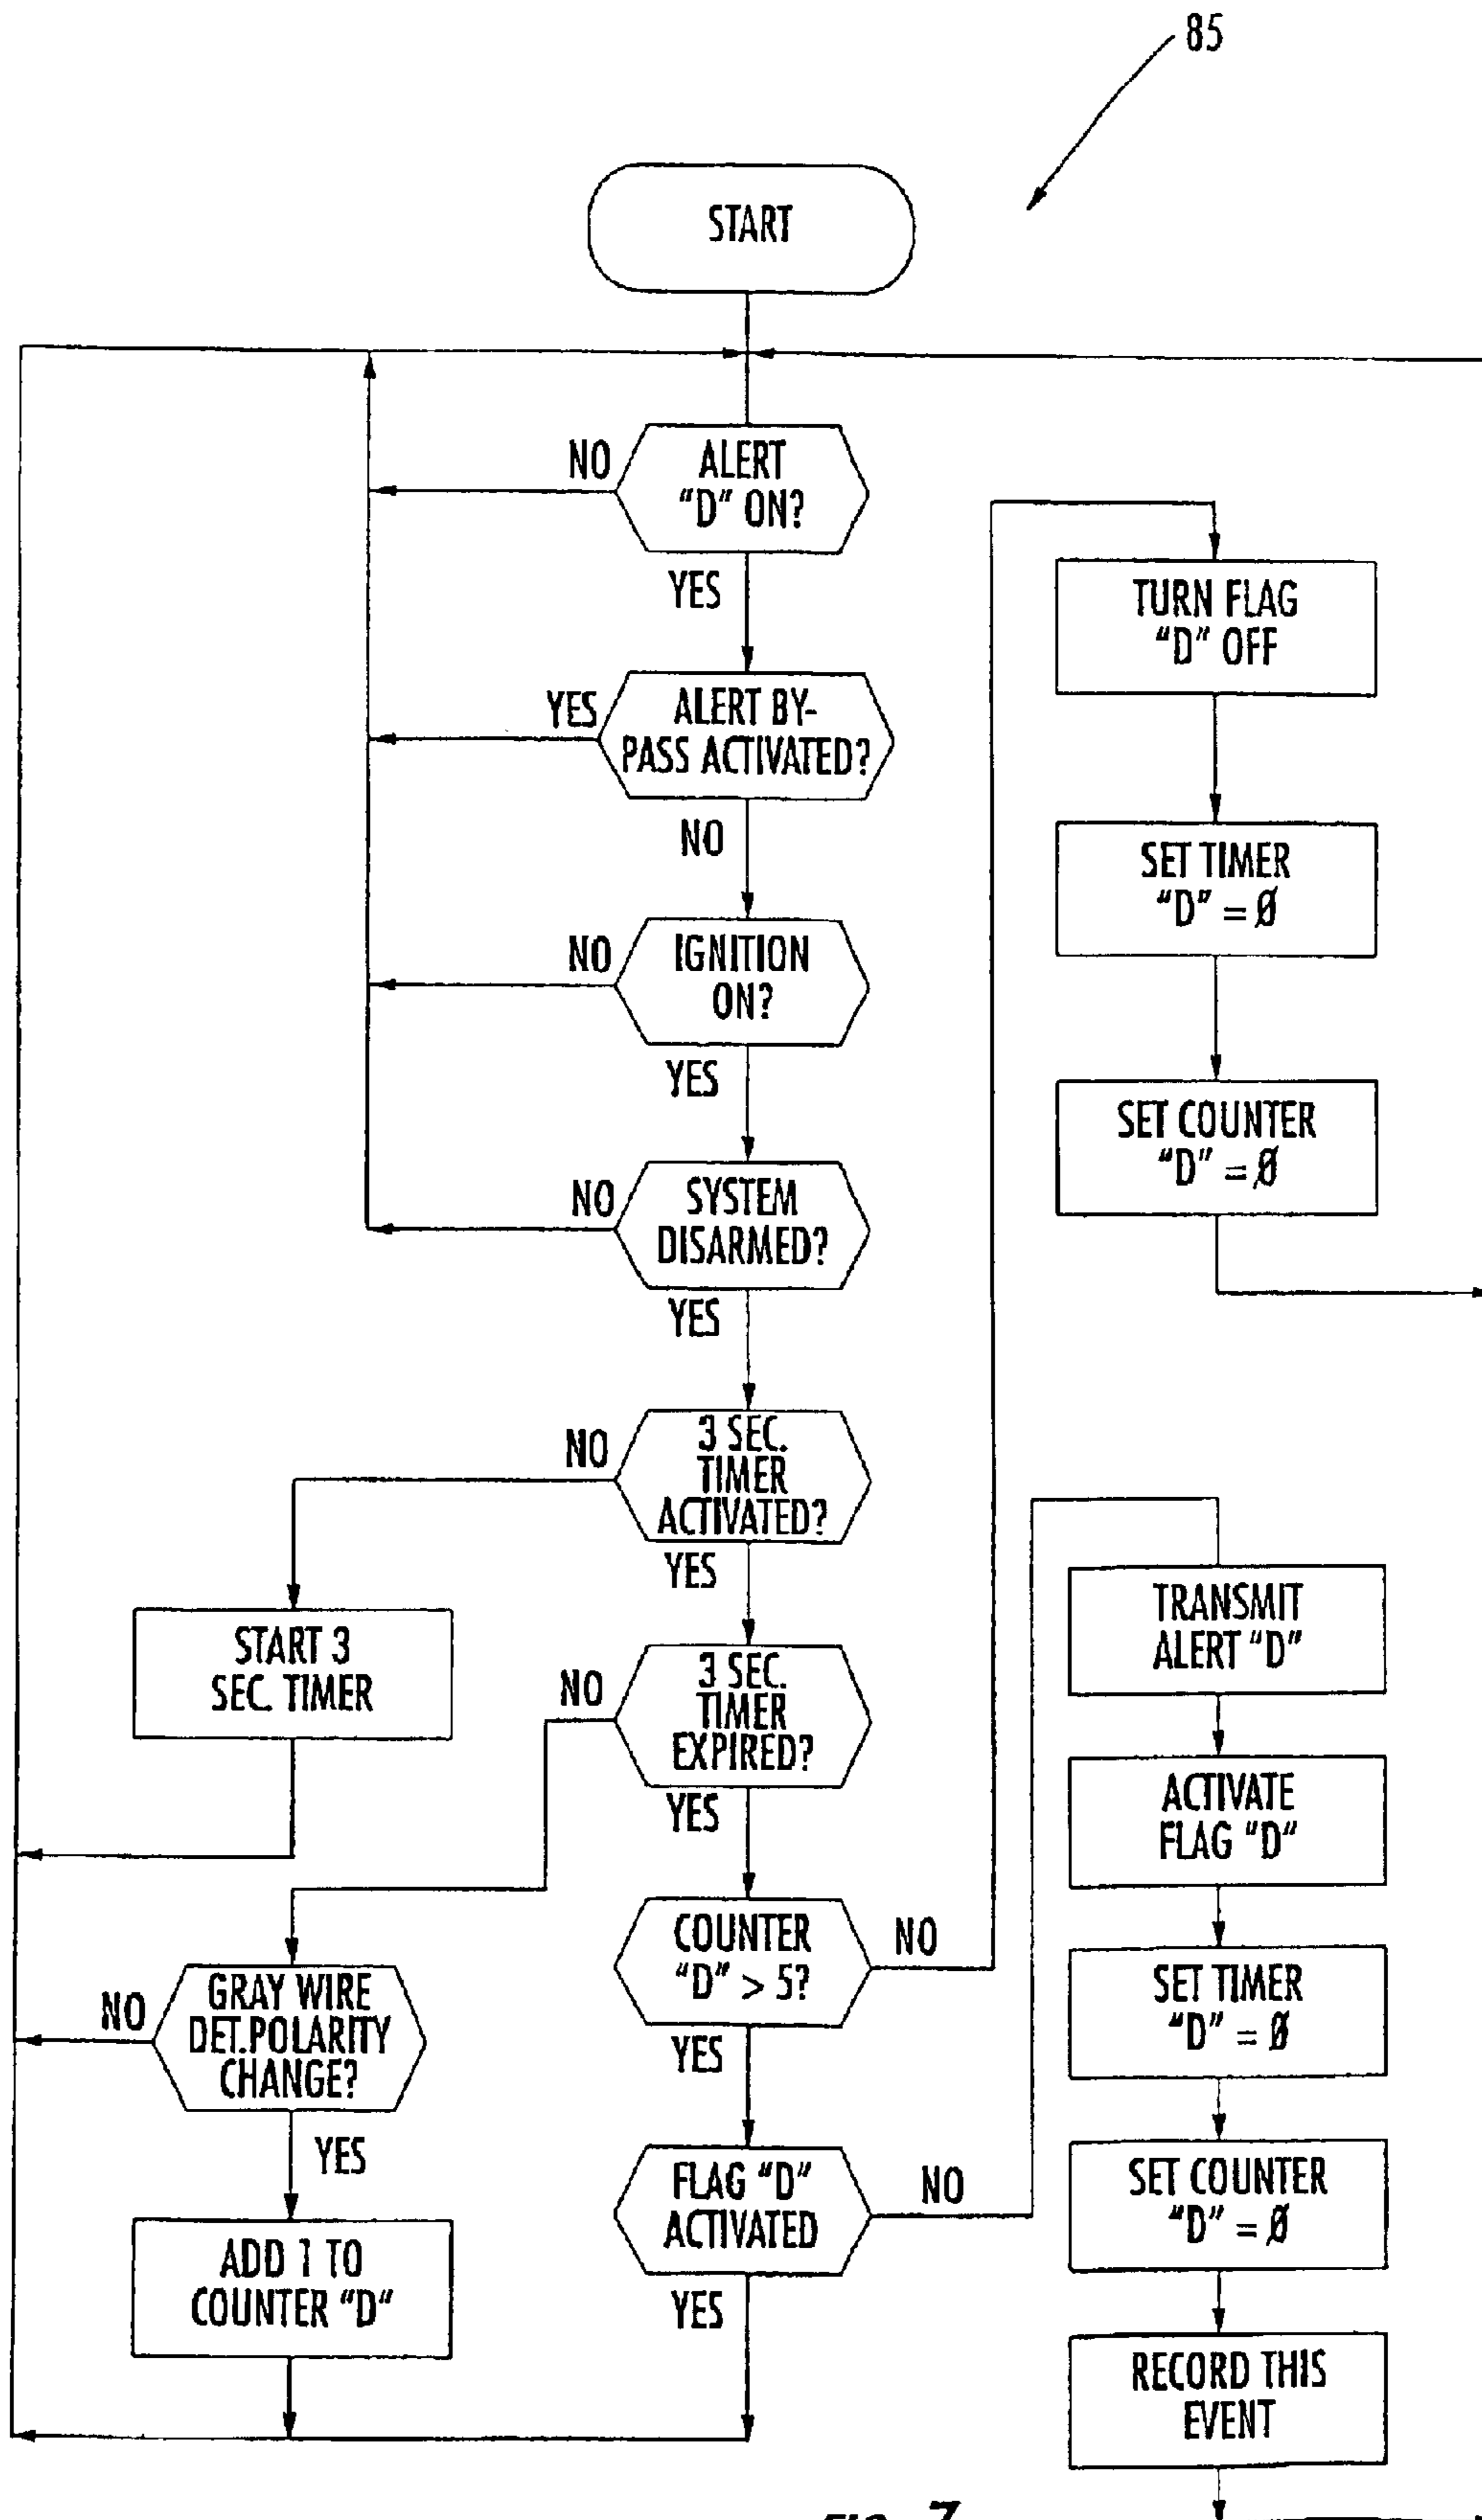 85
START
ALERT
"D" ON?
NO
YES
ALERT BY-
PASS ACTIVATED?
YES
NO
IGNITION
ON?
NO
YES
SYSTEM
DISARMED?
NO
YES
3 SEC.
TIMER
ACTIVATED?
NO
YES
START 3
SEC. TIMER
3 SEC.
TIMER
EXPIRED?
NO
YES
GRAY WIRE
DET.POLARITY
CHANGE?
NO
YES
ADD 1 TO
COUNTER "D"
COUNTER
"D" > 5?
NO
YES
FLAG "D"
ACTIVATED
NO
YES
TURN FLAG
"D" OFF
SET TIMER
"D" = Ø
SET COUNTER
"D" = Ø
TRANSMIT
ALERT "D"
ACTIVATE
FLAG "D"
SET TIMER
"D" = Ø
SET COUNTER
"D" = Ø
RECORD THIS
EVENT